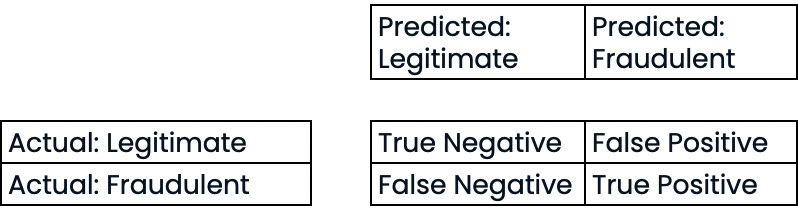 Predicted: Predicted:
Legitimate Fraudulent
Actual: Legitimate True Negative False Positive
Actual: Fraudulent False Negative True Positive